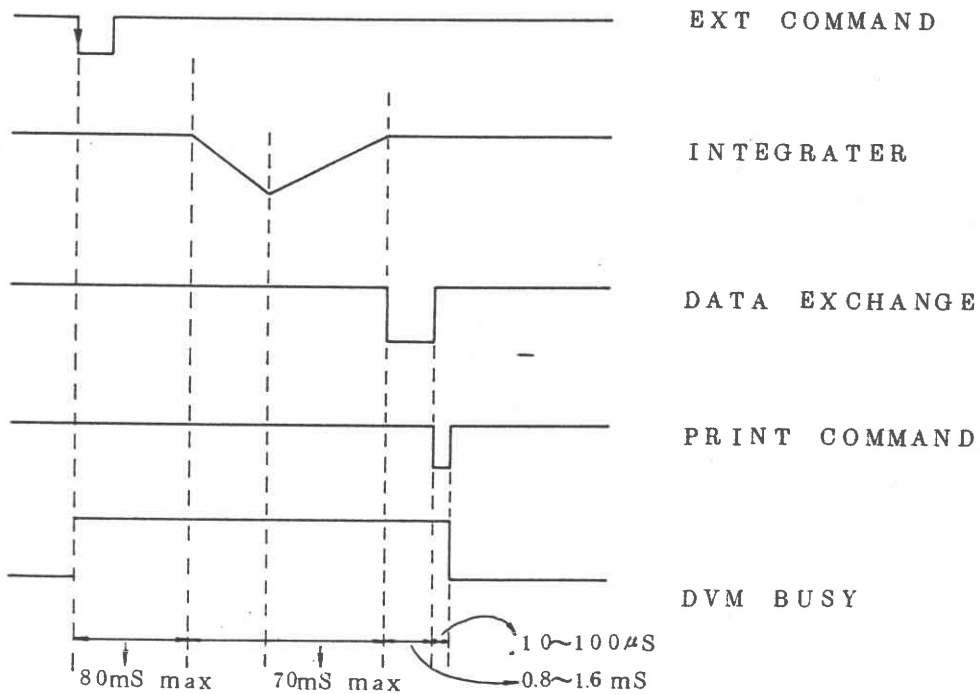 EXT COMMAND
INTEGRATER
DATA EXCHANGE
PRINT COMMAND
DVM BUSY
10~100μS
80mS max
70mS max
0.8~1.6 mS